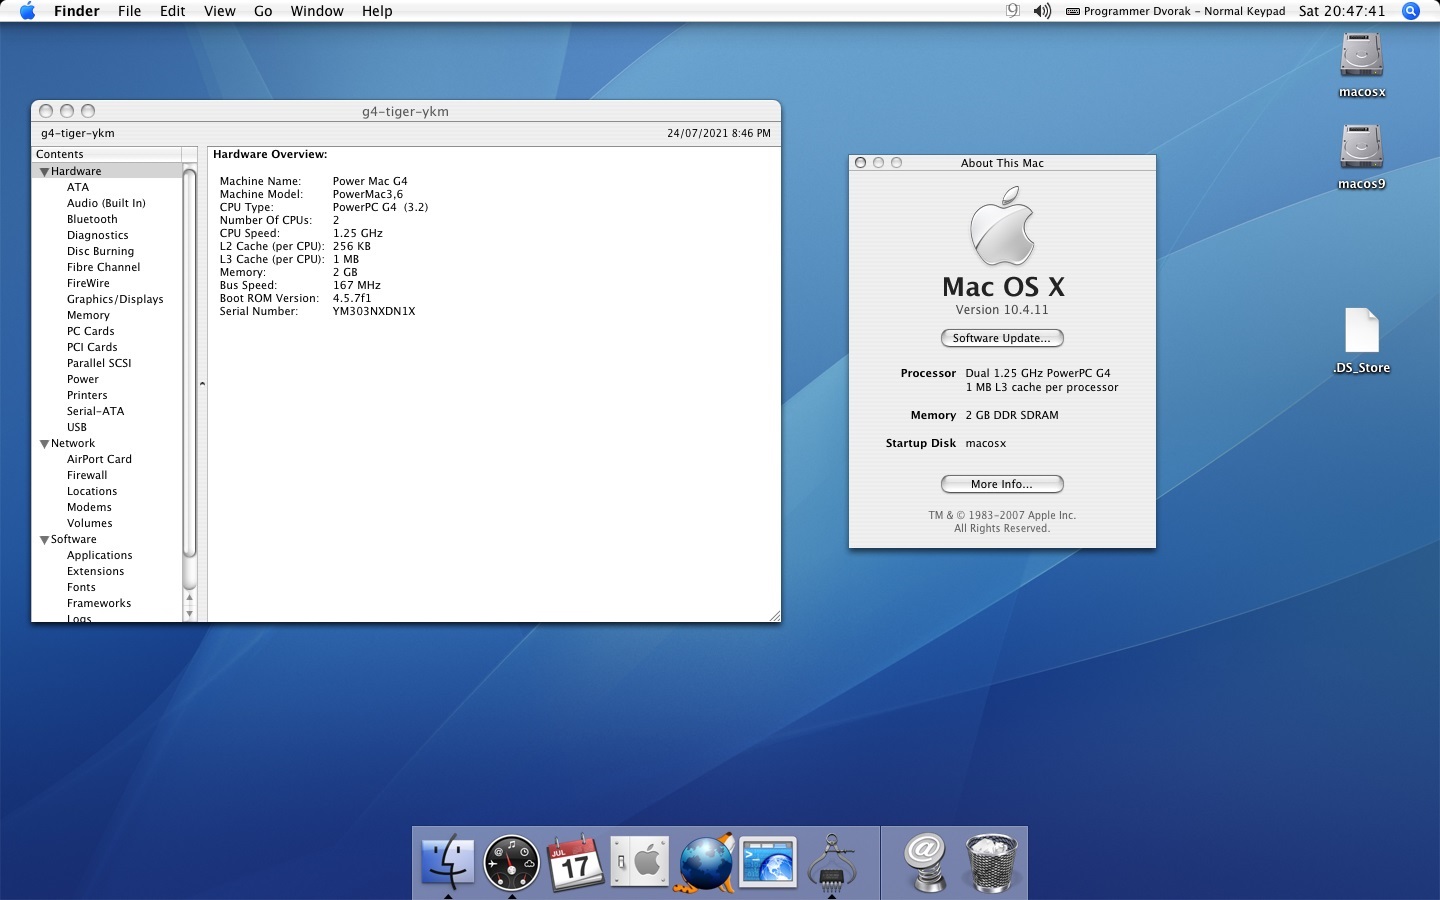 Finder File Edit View Go Window Help
Programmer Dvorak - Normal Keypad Sat 20:47:41
macosx
macos9
.DS_Store
g4-tiger-ykm
g4-tiger-ykm 24/07/2021 8:46 PM
Contents
Hardware
ATA
Audio (Built In)
Bluetooth
Diagnostics
Disc Burning
Fibre Channel
FireWire
Graphics/Displays
Memory
PC Cards
PCI Cards
Parallel SCSI
Power
Printers
Serial-ATA
USB
Network
AirPort Card
Firewall
Locations
Modems
Volumes
Software
Applications
Extensions
Fonts
Frameworks
Logs
Hardware Overview:
Machine Name: Power Mac G4
Machine Model: PowerMac3,6
CPU Type: PowerPC G4 (3.2)
Number Of CPUs: 2
CPU Speed: 1.25 GHz
L2 Cache (per CPU): 256 KB
L3 Cache (per CPU): 1 MB
Memory: 2 GB
Bus Speed: 167 MHz
Boot ROM Version: 4.5.7f1
Serial Number: YM303NXDN1X
About This Mac
Mac OS X
Version 10.4.11
Software Update...
Processor Dual 1.25 GHz PowerPC G4
1 MB L3 cache per processor
Memory 2 GB DDR SDRAM
Startup Disk macosx
More Info...
TM & © 1983-2007 Apple Inc.
All Rights Reserved.
JUL
17
@